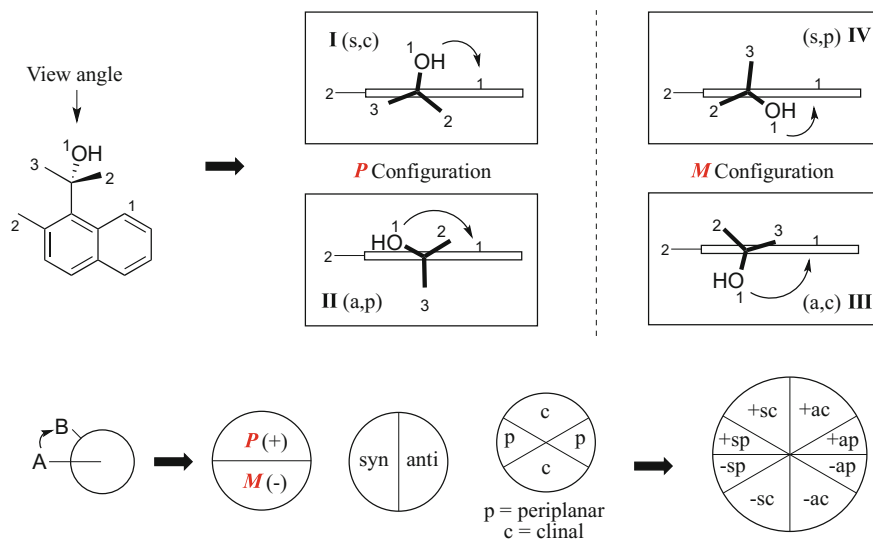 View angle
1 OH
3
2
2
1
I (s,c)
1 OH
1
2
3
2
P Configuration
1
HO
2
1
2
II (a,p)
3
(s,p) IV
3
1
2
2
OH
1
M Configuration
2
3
1
2
HO
1
(a,c) III
B
A
P (+)
M (-)
syn
anti
c
p
p
c
p = periplanar
c = clinal
+sc
+ac
+sp
+ap
-sp
-ap
-sc
-ac